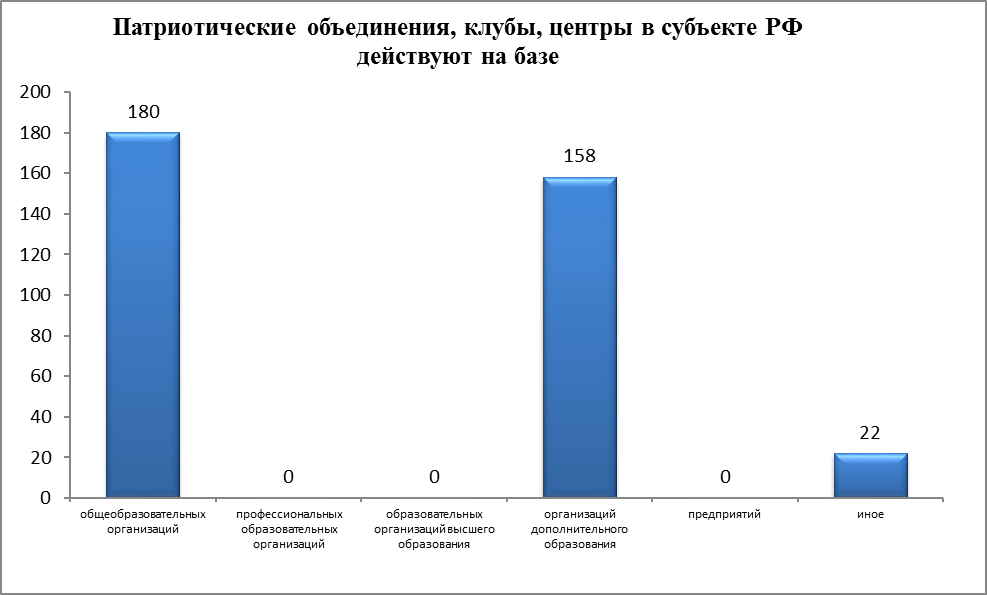 Патриотические объединения, клубы, центры в субъекте РФ
действуют на базе
200
180
160
140
120
100
80
60
40
20
0
180
0
0
158
0
22
общеобразовательных
организаций
профессиональных
образовательных
организаций
образовательных
организаций высшего
образования
организаций
дополнительного
образования
предприятий
иное